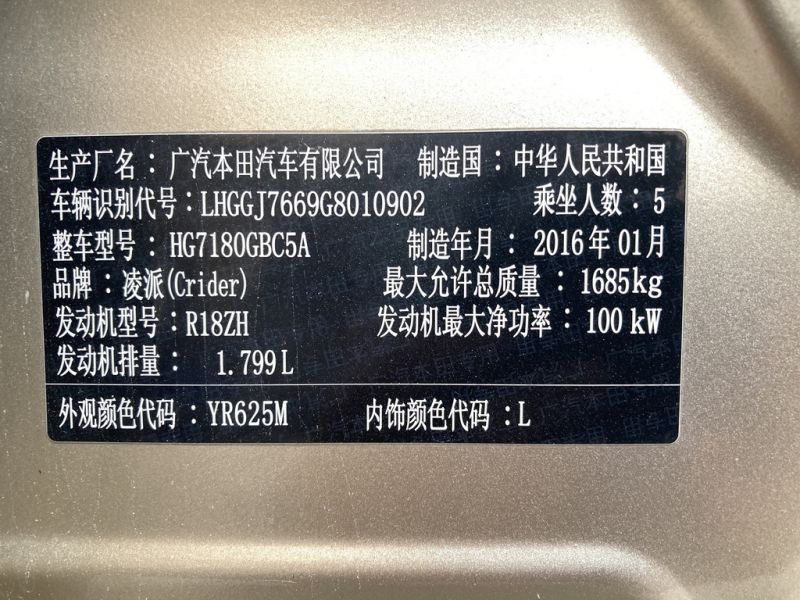 生产厂名：广汽本田汽车有限公司 制造国：中华人民共和国
车辆识别代号：LHGGJ7669G8010902 乘坐人数：5
整车型号：HG7180GBC5A 制造年月：2016年01月
品牌：凌派(Crider) 最大允许总质量：1685kg
发动机型号：R18ZH 发动机最大净功率：100 kW
发动机排量： 1.799L
外观颜色代码：YR625M 内饰颜色代码：L